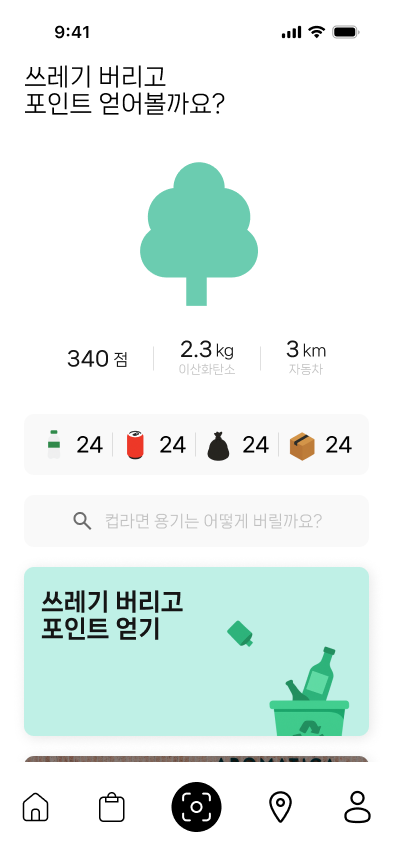 9:41
쓰레기 버리고
포인트 얻어볼까요?
340 점
2.3 kg
이산화탄소
3 km
자동차
24 24 24 24
컵라면 용기는 어떻게 버릴까요?
쓰레기 버리고
포인트 얻기